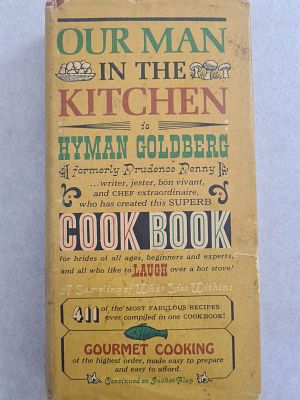 OUR MAN
IN THE
KITCHEN
is
HYMAN GOLDBERG
(formerly Prudence Penny)
...writer, jester, bon vivant,
and CHEF extraordinaire,
who has created this SUPERB
COOK BOOK
for brides of all ages, beginners and experts,
and all who like to LAUGH over a hot stove!
A Sampling of What Lies Within:
411 of the MOST FABULOUS RECIPES
ever compiled in one COOKBOOK!
GOURMET COOKING
of the highest order, made easy to prepare
and easy to afford.
Continued on Jacket Flap